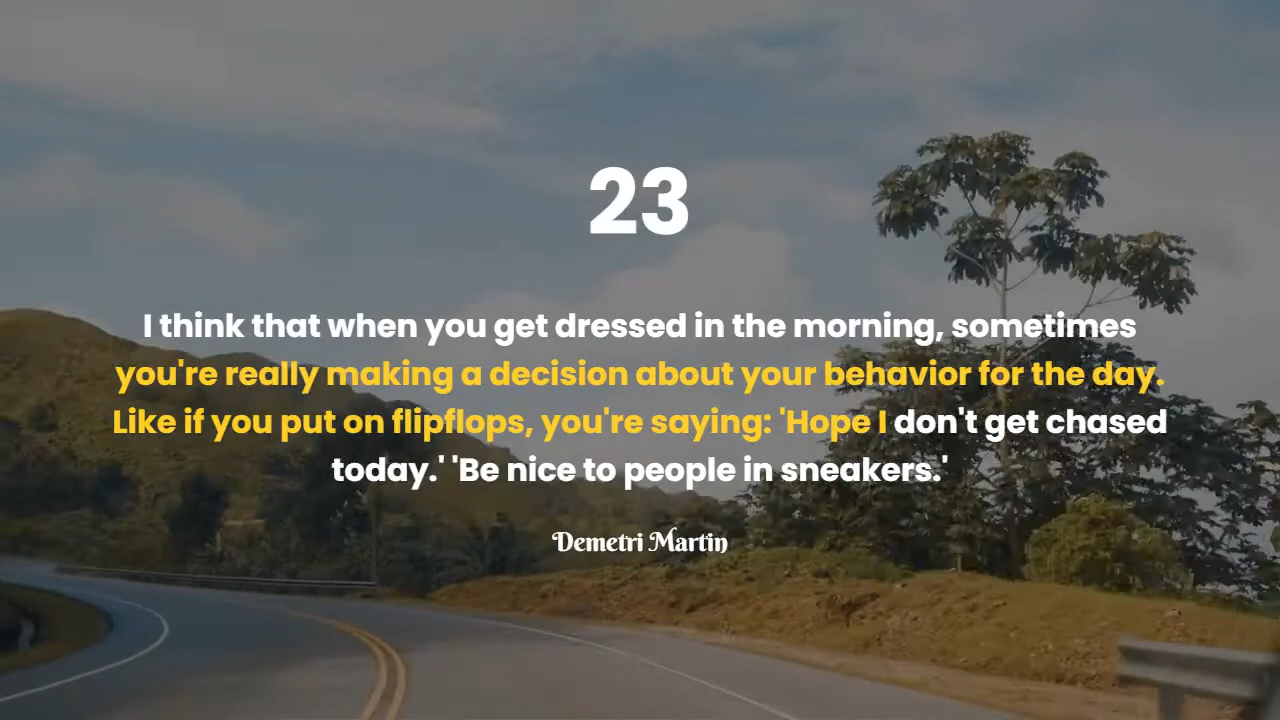 23
I think that when you get dressed in the morning, sometimes
you're really making a decision about your behavior for the day.
Like if you put on flipflops, you're saying: 'Hope I don't get chased
today.' 'Be nice to people in sneakers.'
Demetri Martin